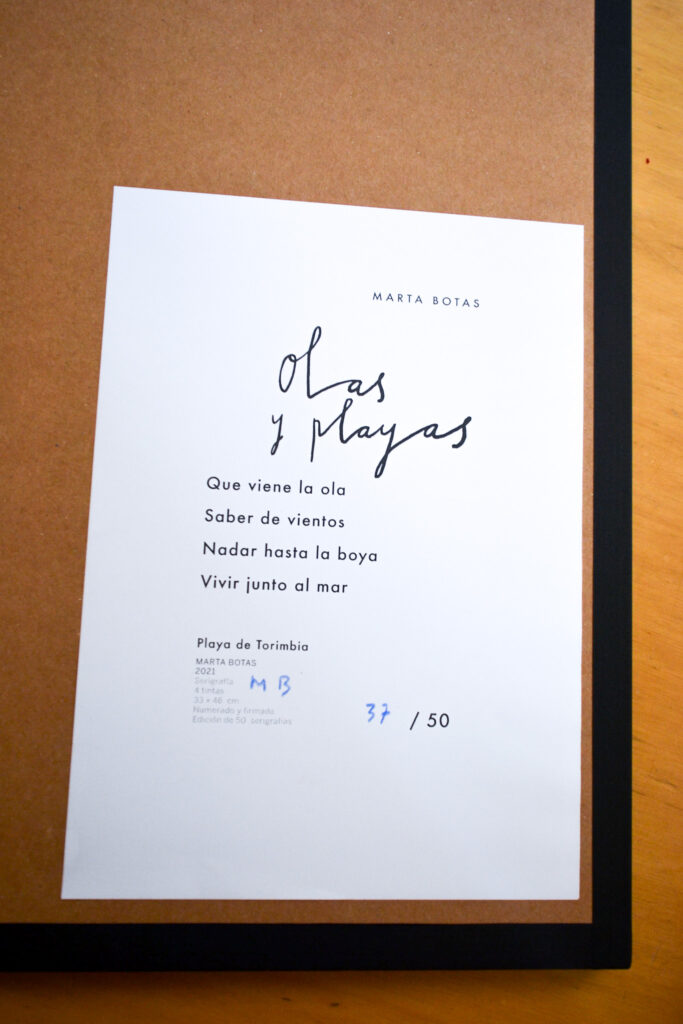 MARTA BOTAS
olas
y playas
Que viene la ola
Saber de vientos
Nadar hasta la boya
Vivir junto al mar
Playa de Torimbia
MARTA BOTAS
2021
Serigrafía
4 tintas
33 x 46 cm
Numerado y firmado
Edición de 50 serigrafías
M B
37 / 50